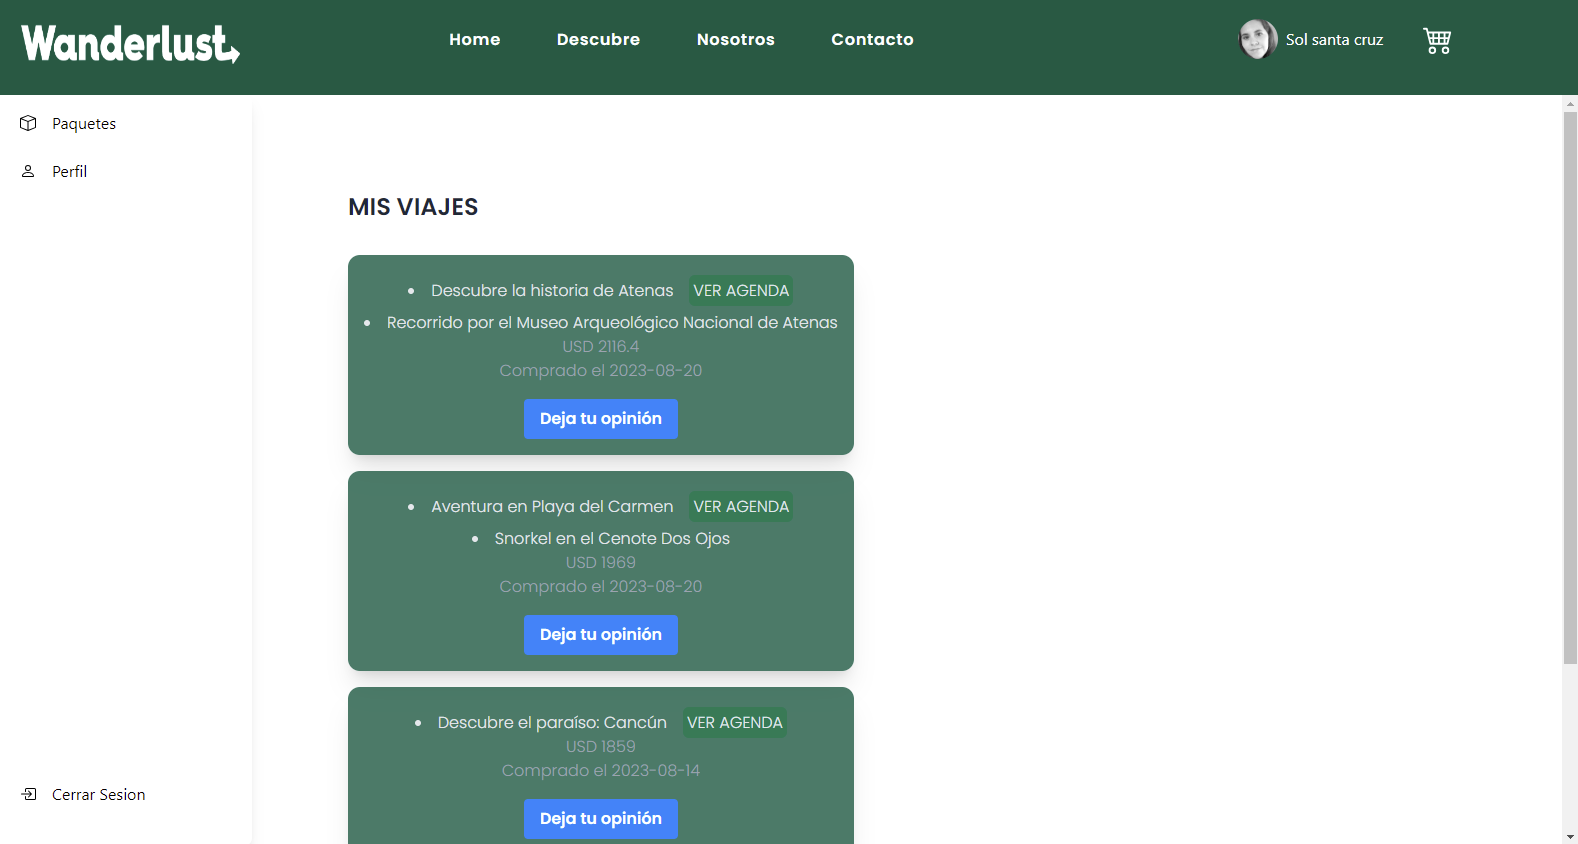 Wanderlust
Home Descubre Nosotros Contacto
Sol santa cruz
Paquetes
Perfil
MIS VIAJES
• Descubre la historia de Atenas VER AGENDA
• Recorrido por el Museo Arqueológico Nacional de Atenas
USD 2116.4
Comprado el 2023-08-20
Deja tu opinión
• Aventura en Playa del Carmen VER AGENDA
• Snorkel en el Cenote Dos Ojos
USD 1969
Comprado el 2023-08-20
Deja tu opinión
• Descubre el paraíso: Cancún VER AGENDA
USD 1859
Comprado el 2023-08-14
Deja tu opinión
Cerrar Sesion